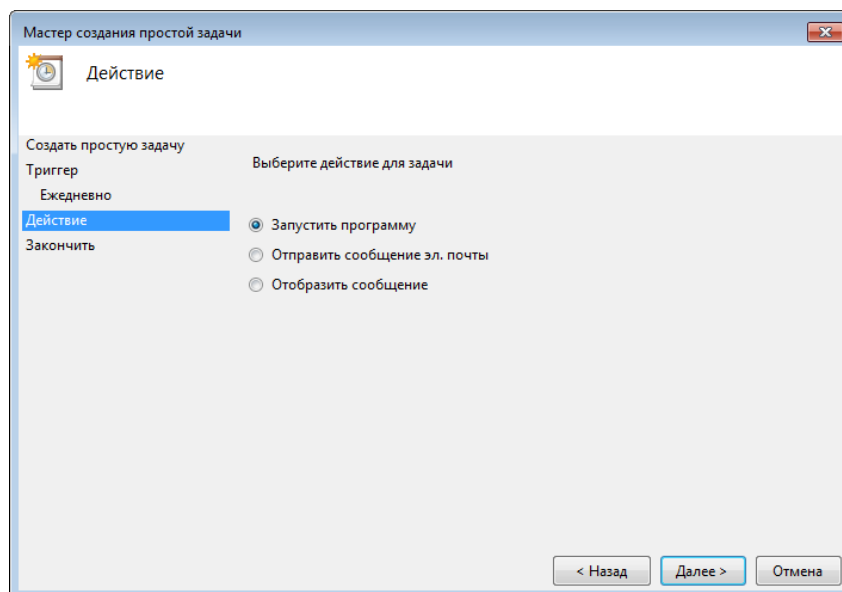 Мастер создания простой задачи
Действие
Создать простую задачу
Триггер
Ежедневно
Действие
Закончить
Выберите действие для задачи
Запустить программу
Отправить сообщение эл. почты
Отобразить сообщение
< Назад
Далее >
Отмена